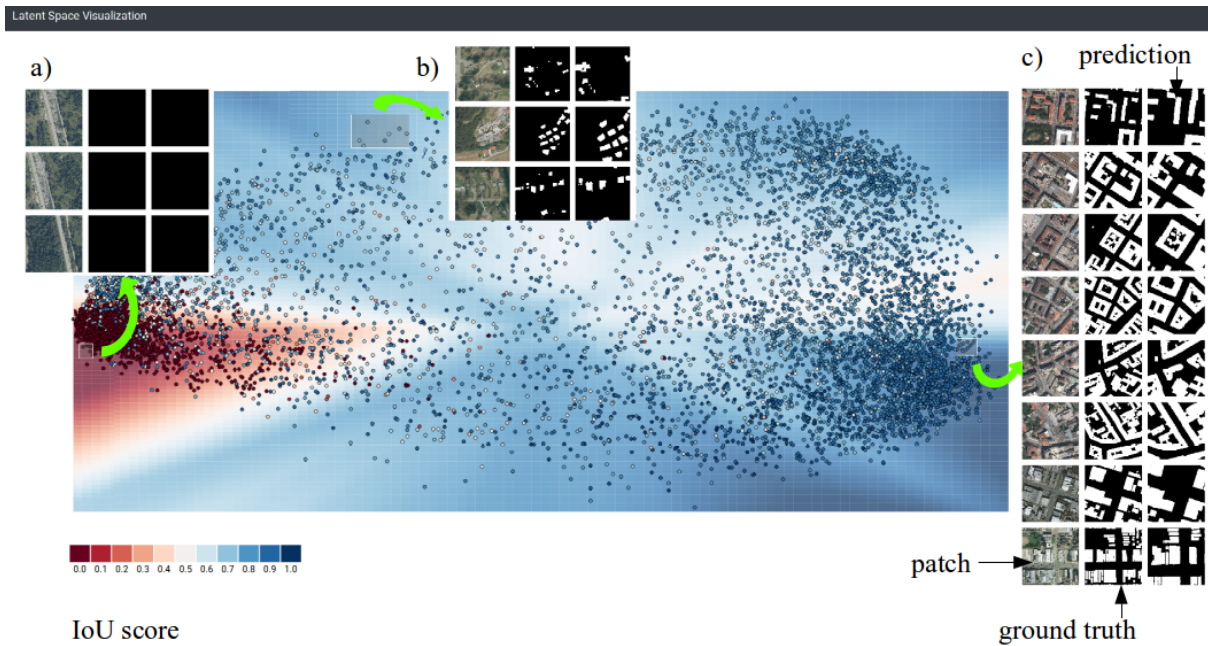 Latent Space Visualization
a)
b)
c)
prediction
0.0 0.1 0.2 0.3 0.4 0.5 0.6 0.7 0.8 0.9 1.0
patch
IoU score
ground truth